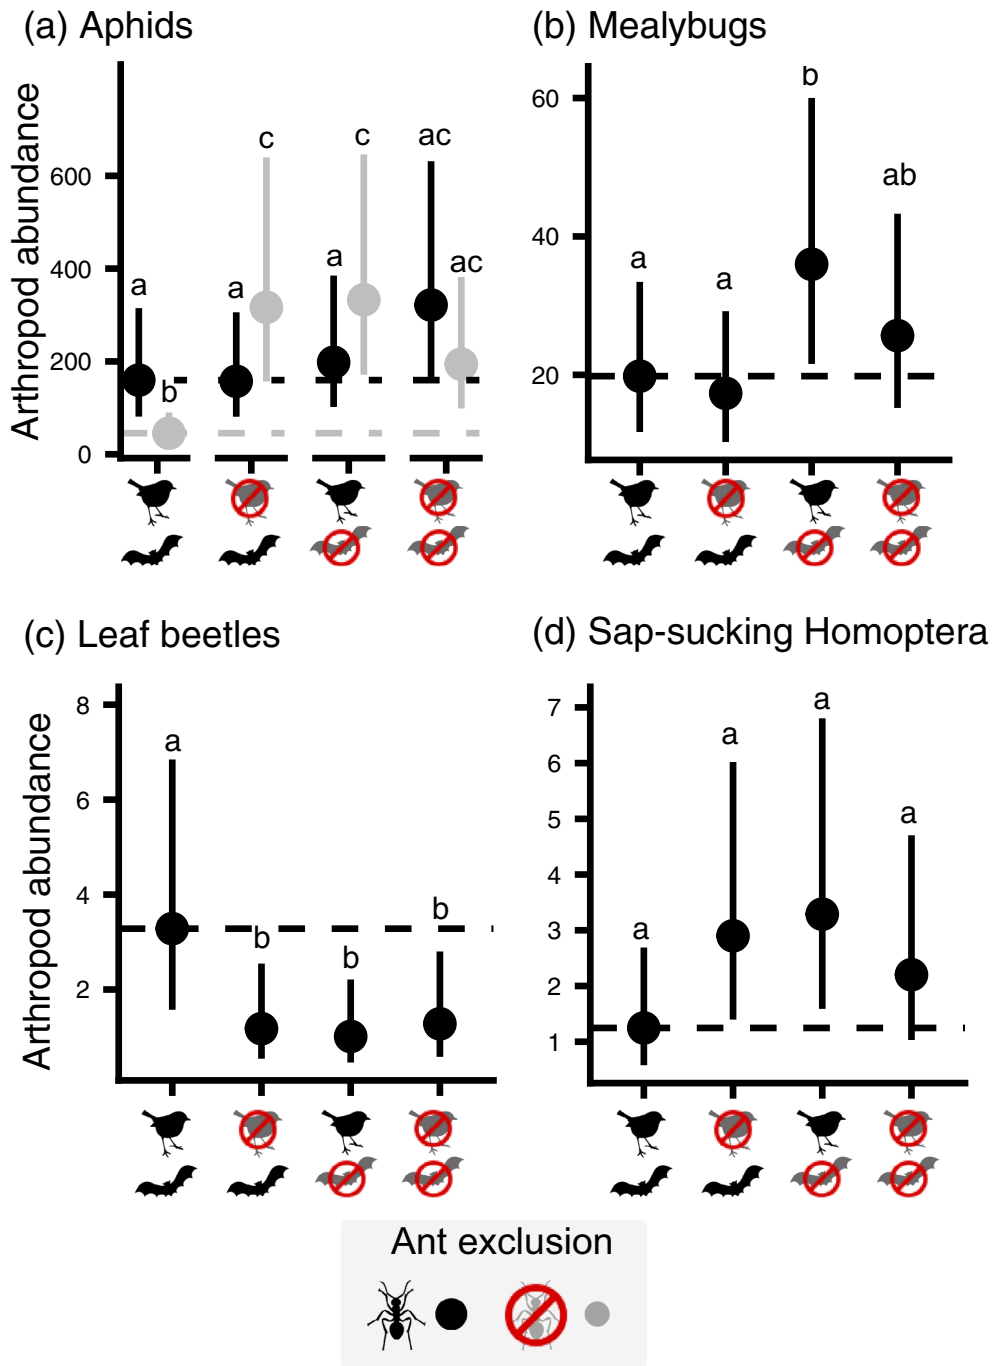 (a) Aphids
Arthropod abundance
600
400
200
0
a
b
a
c
a
c
ac
ac
(b) Mealybugs
60
40
20
a
a
b
ab
(c) Leaf beetles
Arthropod abundance
8
6
4
2
a
b
b
b
(d) Sap-sucking Homoptera
7
6
5
4
3
2
1
a
a
a
a
Ant exclusion